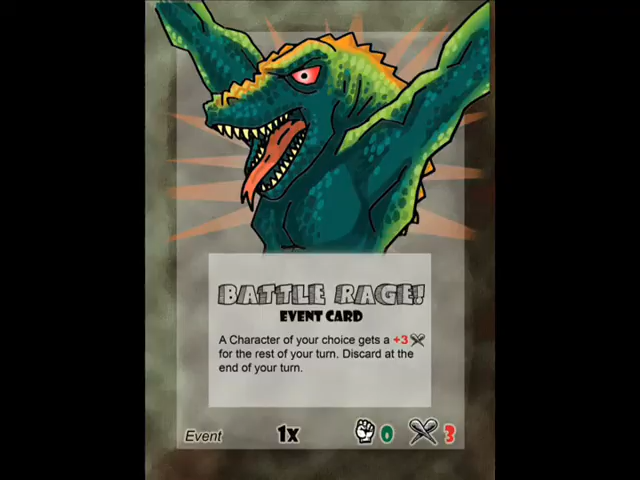 BATTLE RAGE!
EVENT CARD
A Character of your choice gets a +3
for the rest of your turn. Discard at the
end of your turn.
Event 1x 0 3